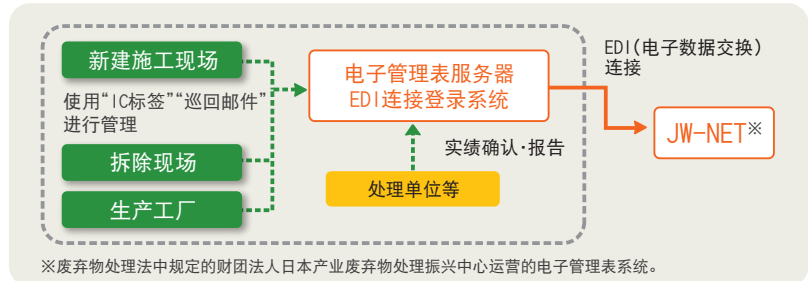 新建施工现场
使用“IC标签”“巡回邮件”
进行管理
拆除现场
生产工厂
电子管理表服务器
EDI连接登录系统
实绩确认·报告
处理单位等
EDI(电子数据交换)
连接
JW-NET※
※废弃物处理法中规定的财团法人日本产业废弃物处理振兴中心运营的电子管理表系统。